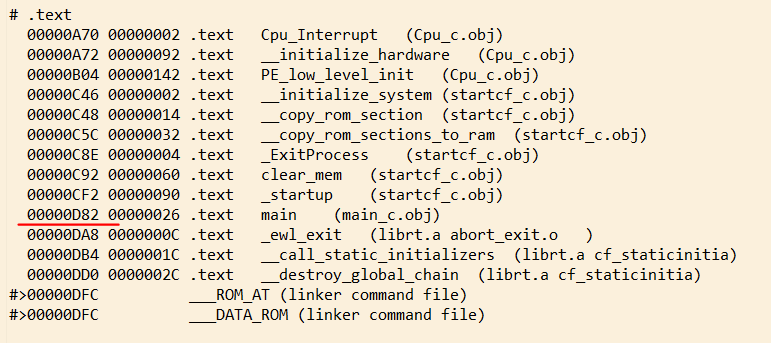 # .text
00000A70 00000002 .text Cpu_Interrupt (Cpu_c.obj)
00000A72 00000092 .text __initialize_hardware (Cpu_c.obj)
00000B04 00000142 .text PE_low_level_init (Cpu_c.obj)
00000C46 00000002 .text __initialize_system (startcf_c.obj)
00000C48 00000014 .text __copy_rom_section (startcf_c.obj)
00000C5C 00000032 .text __copy_rom_sections_to_ram (startcf_c.obj)
00000C8E 00000004 .text _ExitProcess (startcf_c.obj)
00000C92 00000060 .text clear_mem (startcf_c.obj)
00000CF2 00000090 .text _startup (startcf_c.obj)
00000D82 00000026 .text main (main_c.obj)
00000DA8 0000000C .text _ewl_exit (librt.a abort_exit.o )
00000DB4 0000001C .text __call_static_initializers (librt.a cf_staticinitia)
00000DD0 0000002C .text __destroy_global_chain (librt.a cf_staticinitia)
#>00000DFC ___ROM_AT (linker command file)
#>00000DFC ___DATA_ROM (linker command file)